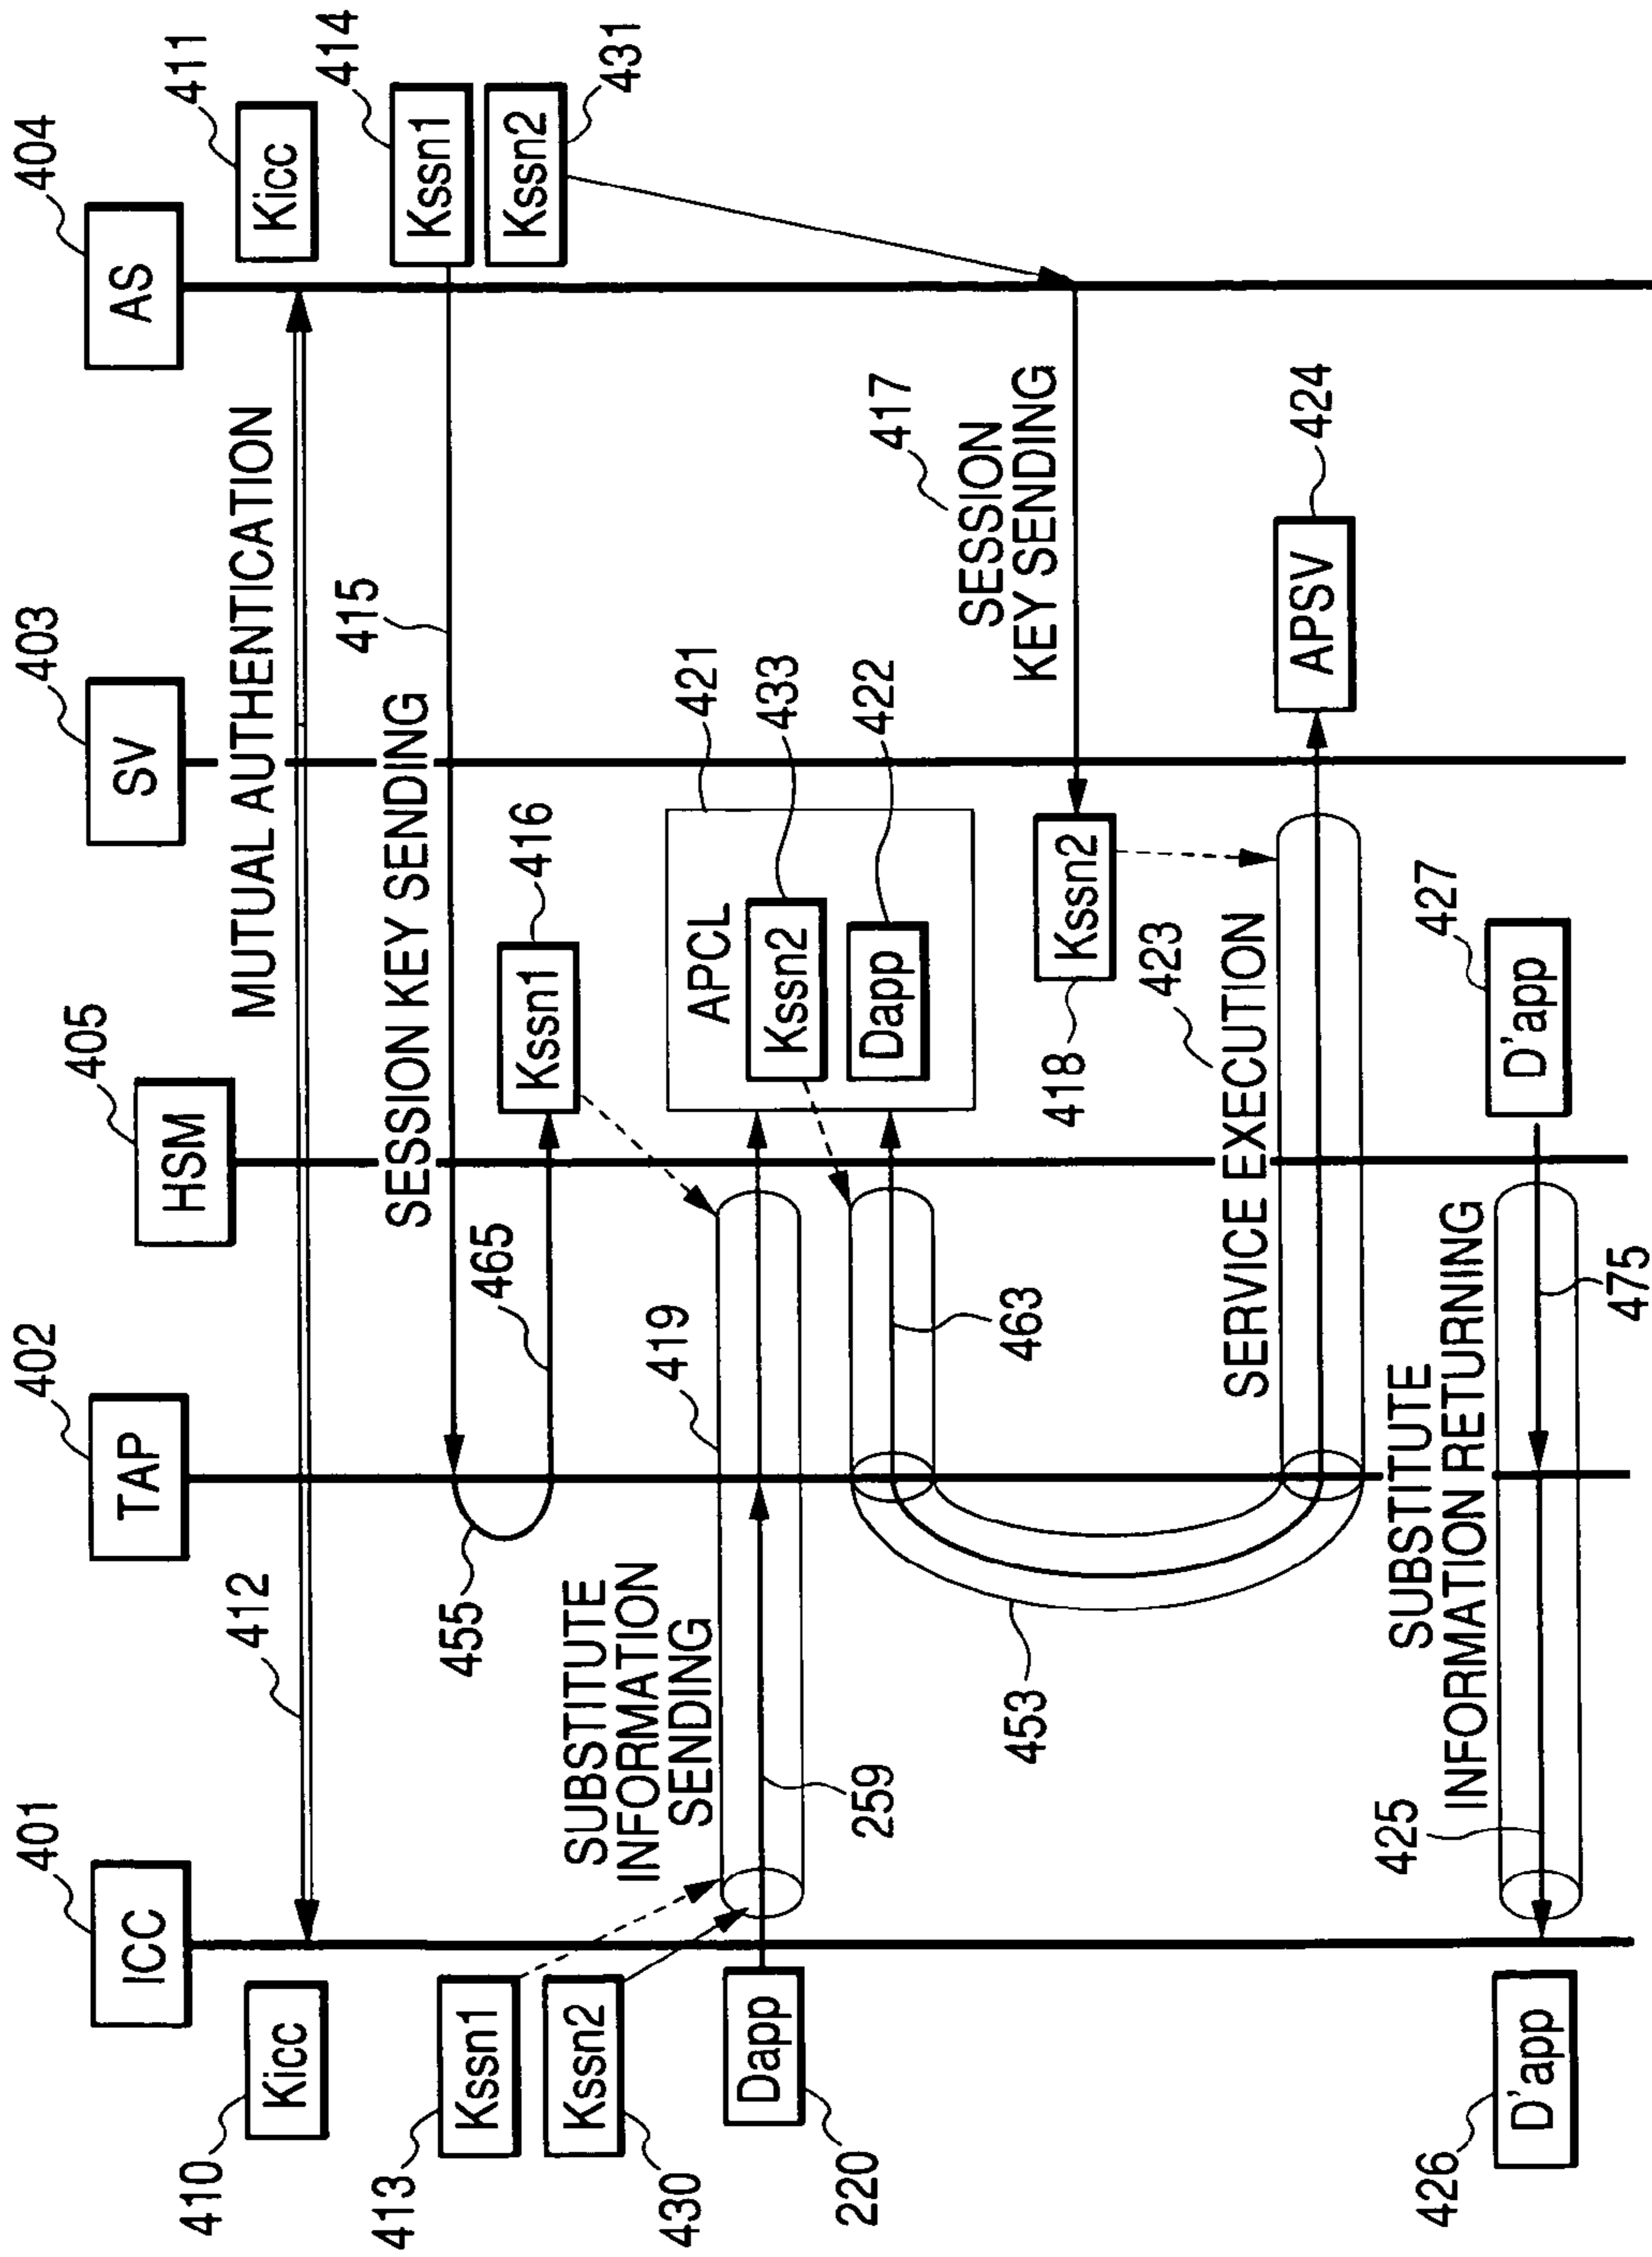 ICC
401
TAP
402
HSM
405
SV
403
AS
404
410
Kicc
412
MUTUAL AUTHENTICATION
Kicc
411
413
Kssn1
SESSION KEY SENDING
415
Kssn1
414
430
Kssn2
455
465
Kssn1
416
Kssn2
431
SUBSTITUTE
INFORMATION
SENDING
419
220
Dapp
259
APCL
421
Kssn2
433
Dapp
422
463
453
SESSION
KEY SENDING
417
Kssn2
418
SERVICE EXECUTION
423
APSV
424
SUBSTITUTE
INFORMATION RETURNING
426
D'app
425
475
D'app
427